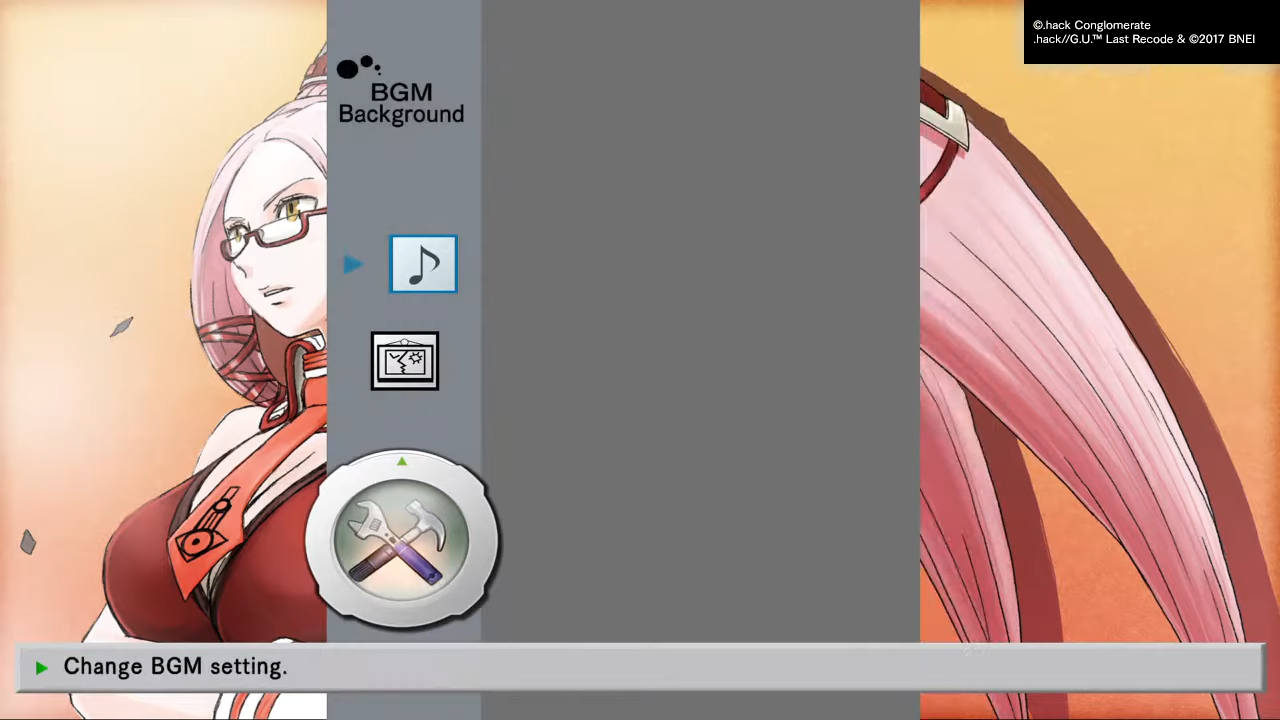 ©.hack Conglomerate
.hack//G.U.™ Last Recode & ©2017 BNEI
BGM
Background
Change BGM setting.